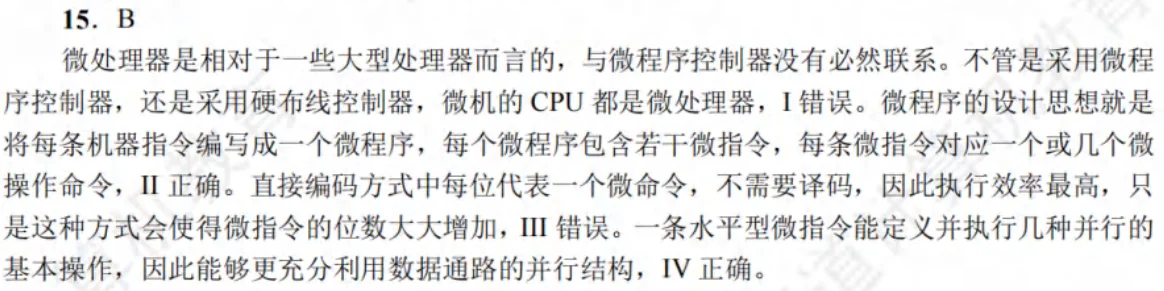 15．B
微处理器是相对于一些大型处理器而言的，与微程序控制器没有必然联系。不管是采用微程
序控制器，还是采用硬布线控制器，微机的 CPU 都是微处理器，I 错误。微程序的设计思想就是
将每条机器指令编写成一个微程序，每个微程序包含若干微指令，每条微指令对应一个或几个微
操作命令，II 正确。直接编码方式中每位代表一个微命令，不需要译码，因此执行效率最高，只
是这种方式会使得微指令的位数大大增加，III 错误。一条水平型微指令能定义并执行几种并行的
基本操作，因此能够更充分利用数据通路的并行结构，IV 正确。